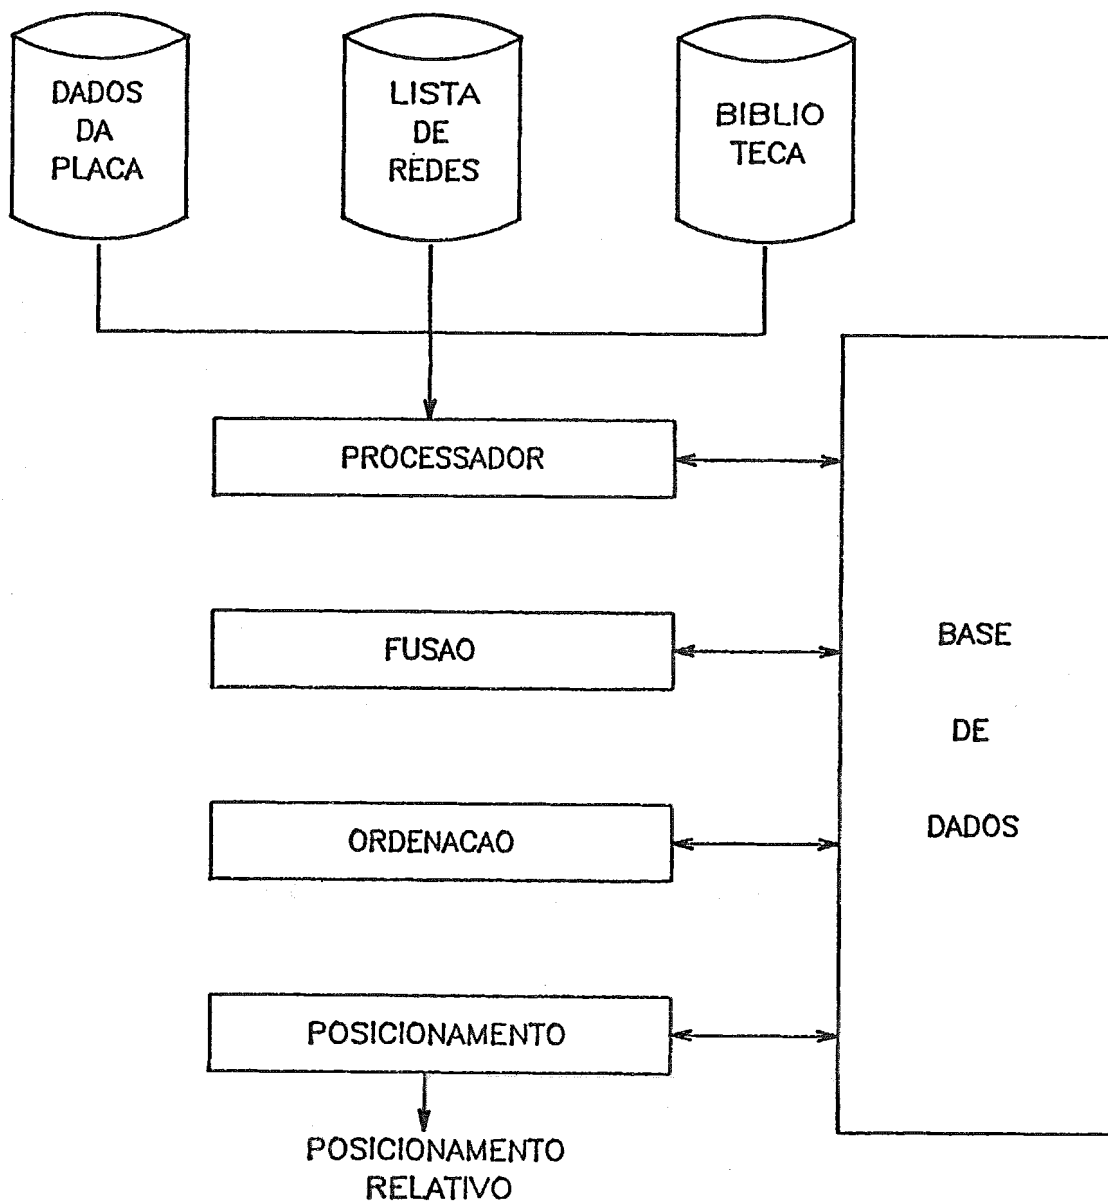 DADOS
DA
PLACA
LISTA
DE
REDES
BIBLIO
TECA
PROCESSADOR
FUSAO
ORDENACAO
POSICIONAMENTO
BASE
DE
DADOS
POSICIONAMENTO
RELATIVO